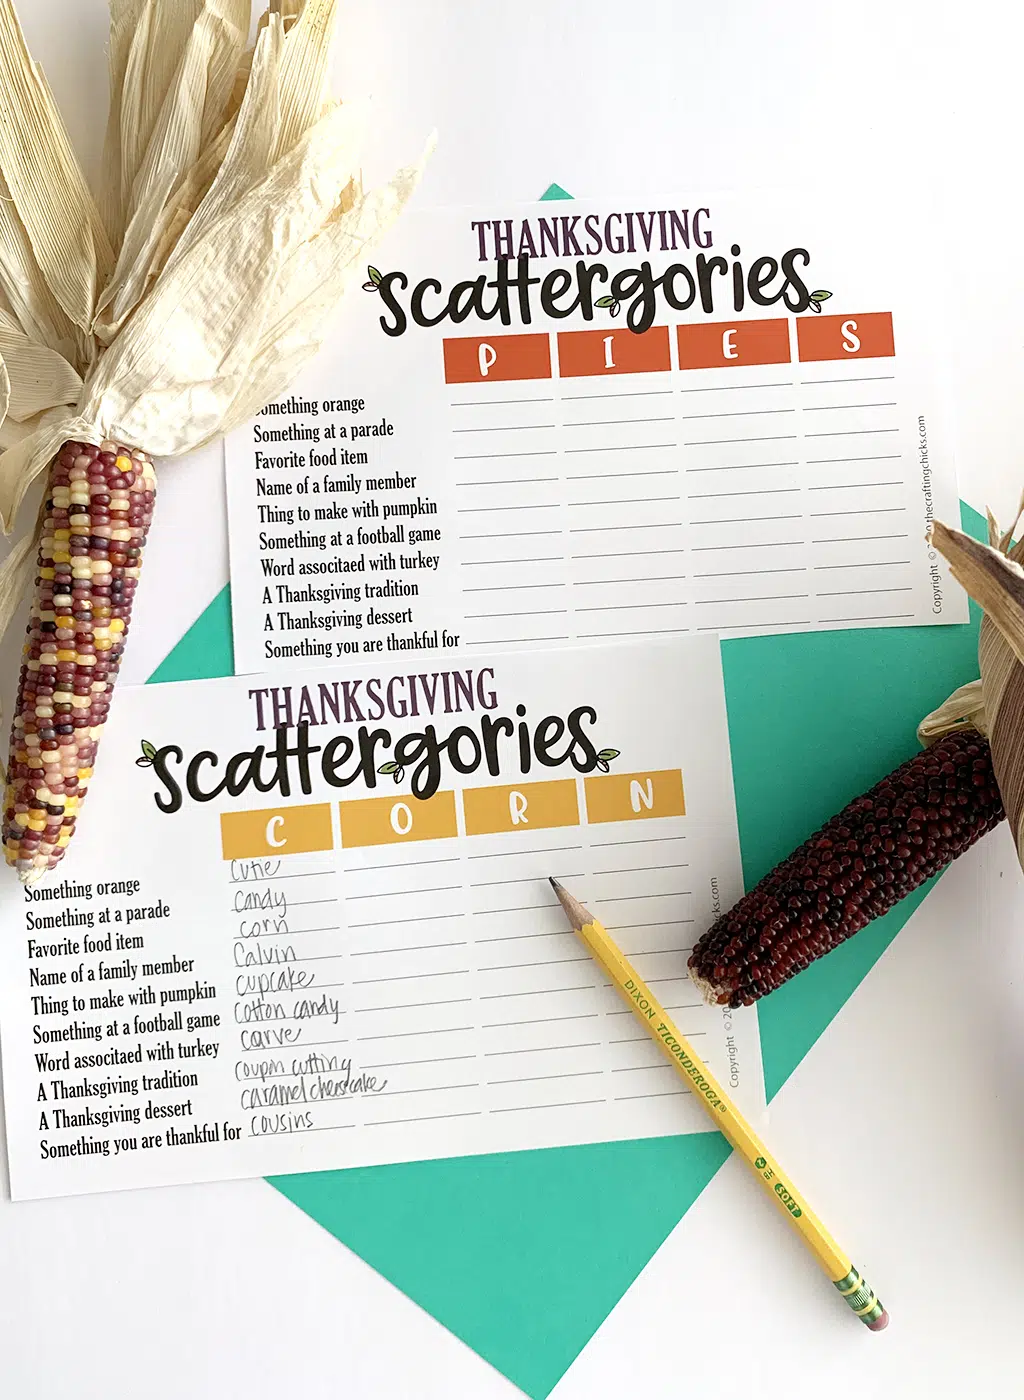 THANKSGIVING
scattergories
P I E S
Something orange
Something at a parade
Favorite food item
Name of a family member
Thing to make with pumpkin
Something at a football game
Word associtaed with turkey
A Thanksgiving tradition
A Thanksgiving dessert
Something you are thankful for
Copyright © thecraftingchicks.com
THANKSGIVING
scattergories
C O R N
Something orange Cutie
Something at a parade Candy
Favorite food item corn
Name of a family member Calvin
Thing to make with pumpkin cupcake
Something at a football game cotton candy
Word associtaed with turkey carve
A Thanksgiving tradition coupon cutting
A Thanksgiving dessert caramel cheesecake
Something you are thankful for cousins
Copyright © 20 cks.com
DIXON TICONDEROGA®
2 HB SOFT